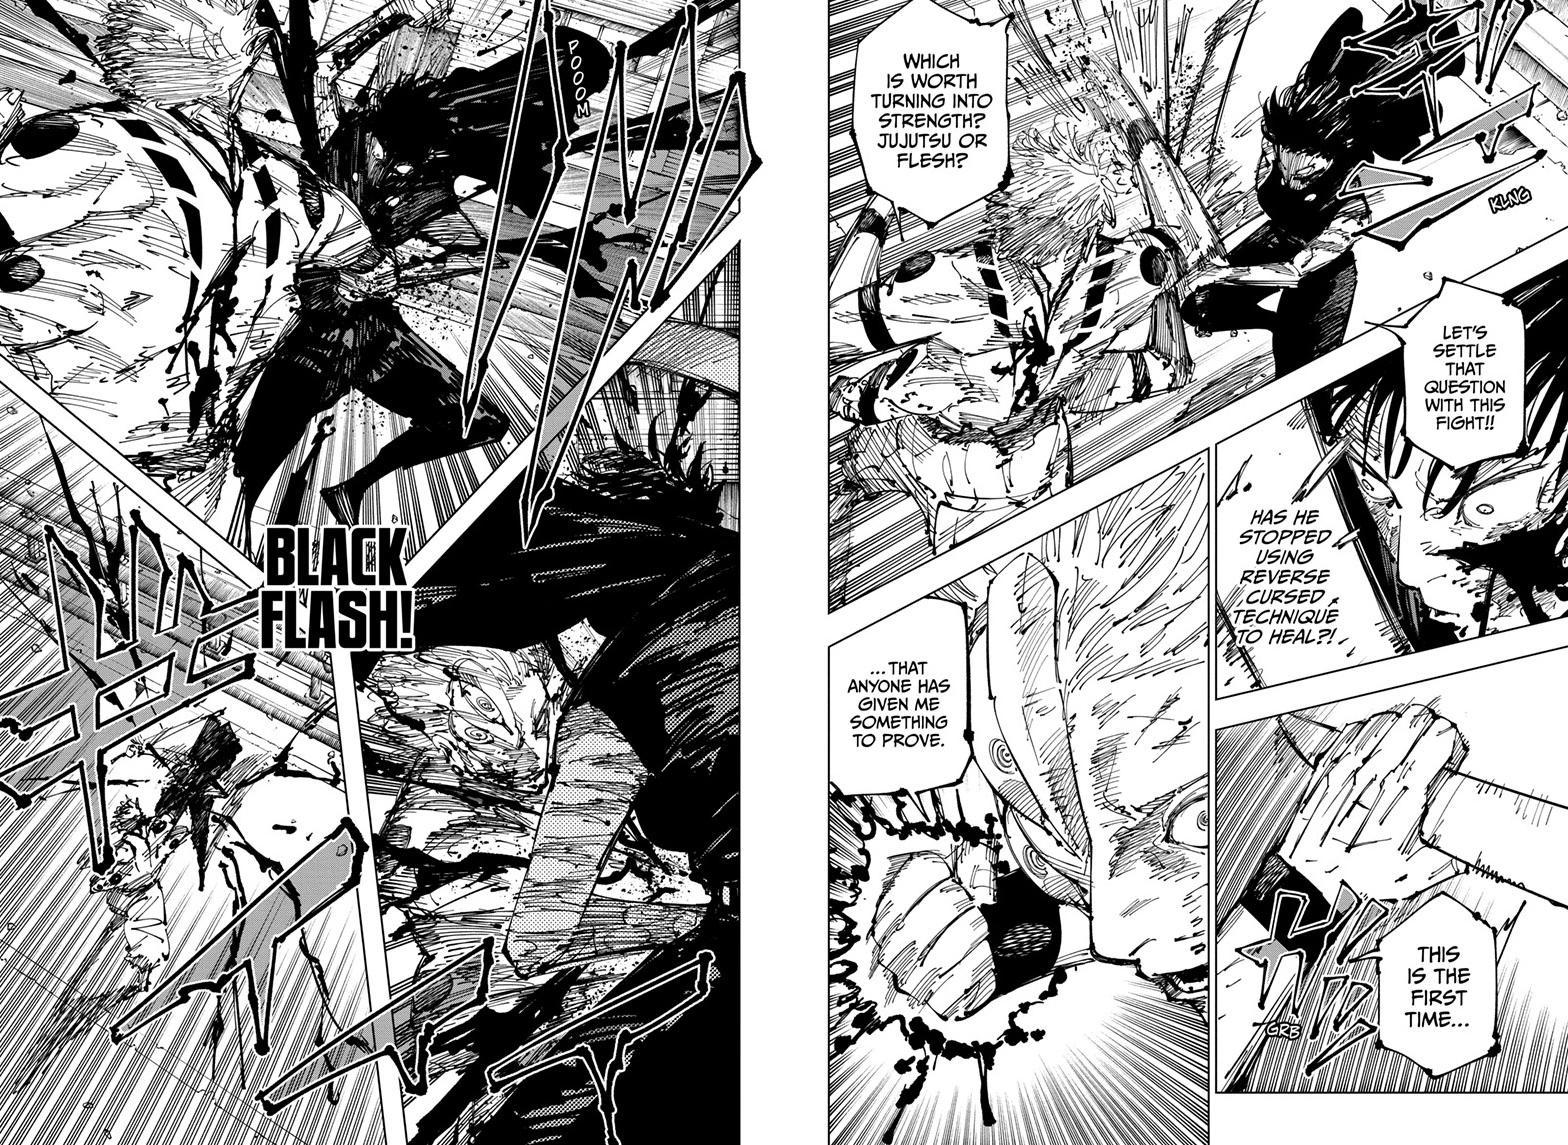 WHICH
IS WORTH
TURNING INTO
STRENGTH?
JUJUTSU OR
FLESH?
KLNG
LET'S
SETTLE
THAT
QUESTION
WITH THIS
FIGHT!!
HAS HE
STOPPED
USING
REVERSE
CURSED
TECHNIQUE
TO HEAL?!
THIS
IS THE
FIRST
TIME...
GRB
...THAT
ANYONE HAS
GIVEN ME
SOMETHING
TO PROVE.
POOOM
BLACK
FLASH!